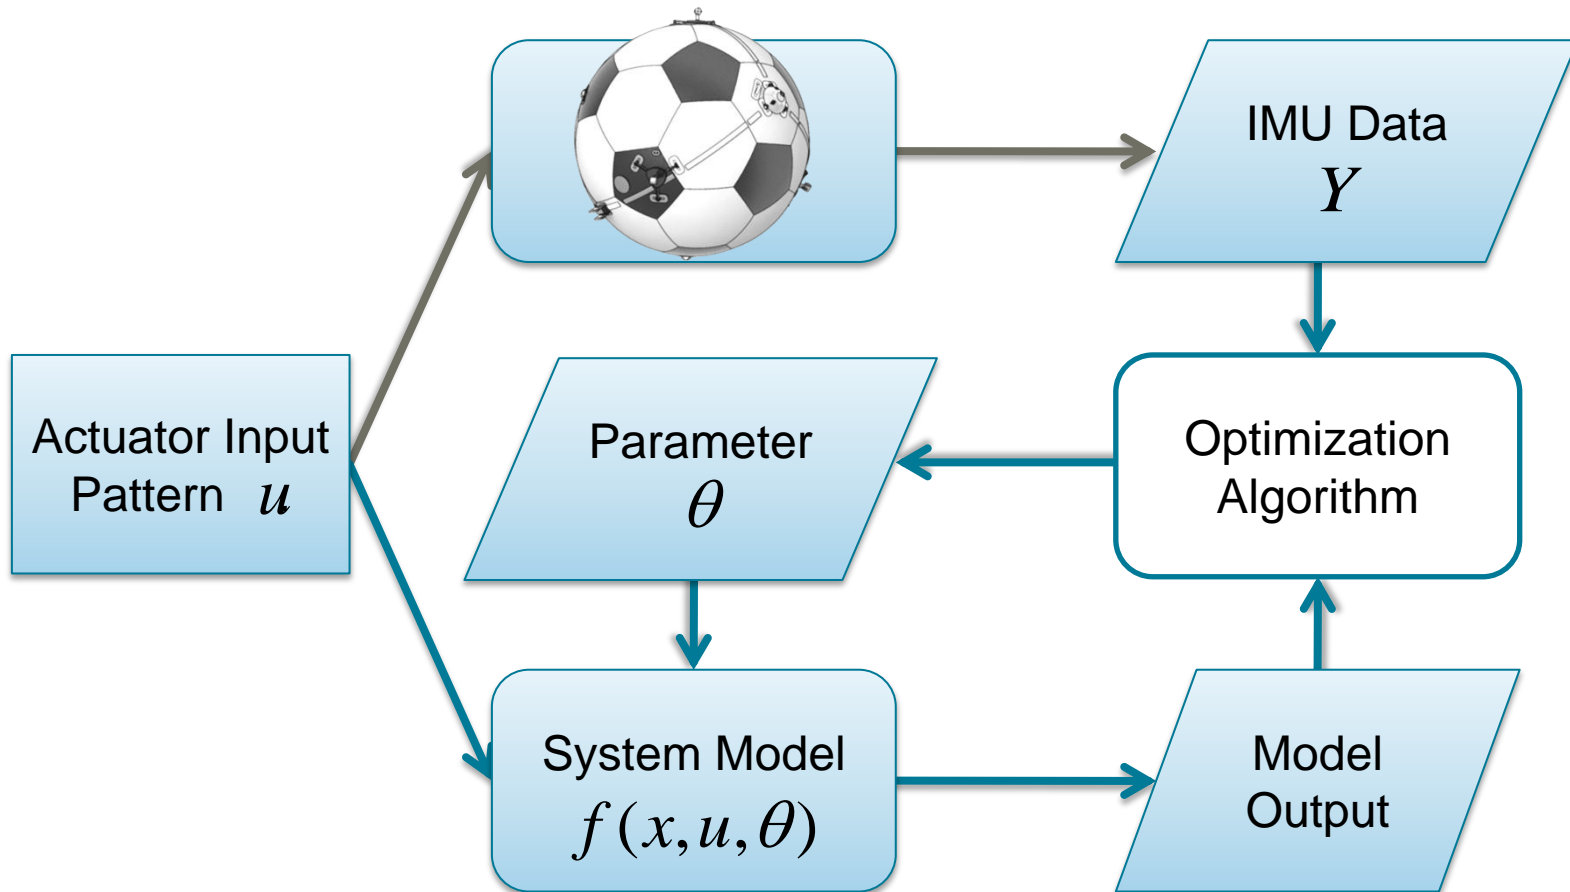 IMU Data
Y
Actuator Input
Pattern u
Parameter
θ
Optimization
Algorithm
System Model
f(x,u,θ)
Model
Output